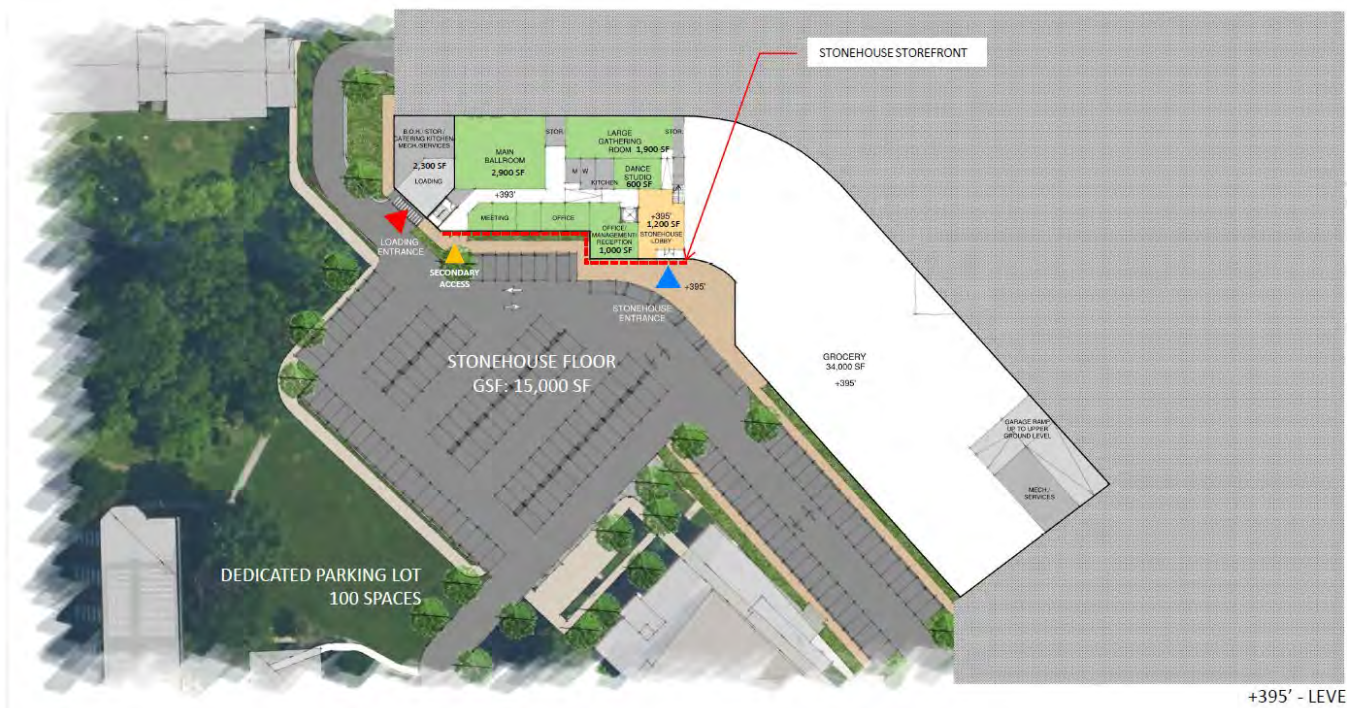 STONEHOUSE STOREFRONT
B.O.H./ STOR./
CATERING KITCHEN/
MECH./SERVICES
2,300 SF
LOADING
MAIN
BALLROOM
2,900 SF
STOR.
LARGE
GATHERING
ROOM 1,900 SF
STOR.
M W
KITCHEN
DANCE
STUDIO
600 SF
+393'
MEETING
OFFICE
OFFICE/
MANAGEMENT/
RECEPTION
1,000 SF
+395'
1,200 SF
STONEHOUSE
LOBBY
LOADING
ENTRANCE
SECONDARY
ACCESS
+395'
STONEHOUSE
ENTRANCE
STONEHOUSE FLOOR
GSF: 15,000 SF
GROCERY
34,000 SF
+395'
GARAGE RAMP
UP TO UPPER
GROUND LEVEL
MECH./
SERVICES
DEDICATED PARKING LOT
100 SPACES
+395' - LEVE